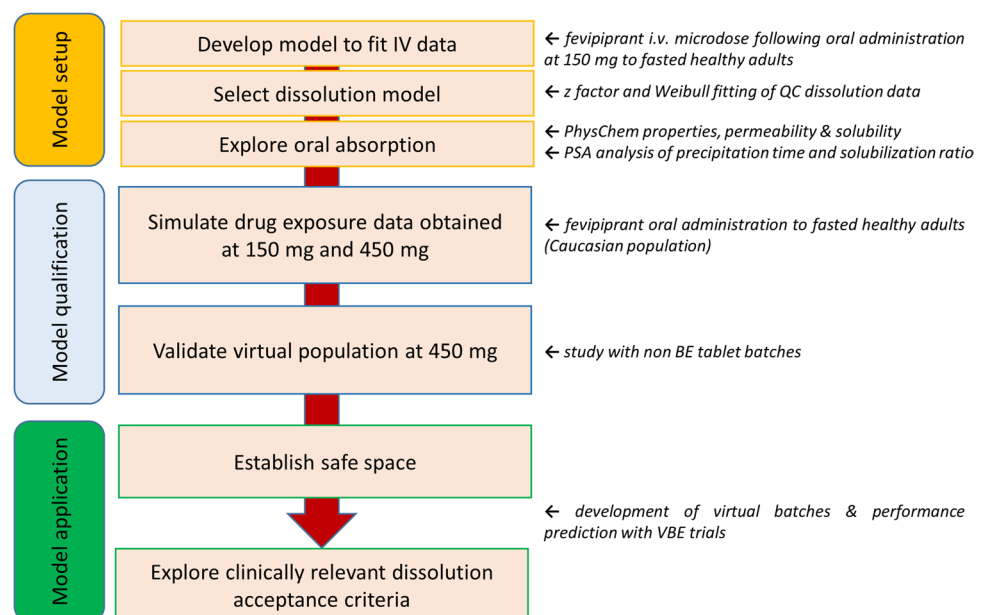 Model setup
Develop model to fit IV data
← fevipiprant i.v. microdose following oral administration
at 150 mg to fasted healthy adults
Select dissolution model
← z factor and Weibull fitting of QC dissolution data
Explore oral absorption
← PhysChem properties, permeability & solubility
← PSA analysis of precipitation time and solubilization ratio
Model qualification
Simulate drug exposure data obtained
at 150 mg and 450 mg
← fevipiprant oral administration to fasted healthy adults
(Caucasian population)
Validate virtual population at 450 mg
← study with non BE tablet batches
Model application
Establish safe space
← development of virtual batches & performance
prediction with VBE trials
Explore clinically relevant dissolution
acceptance criteria